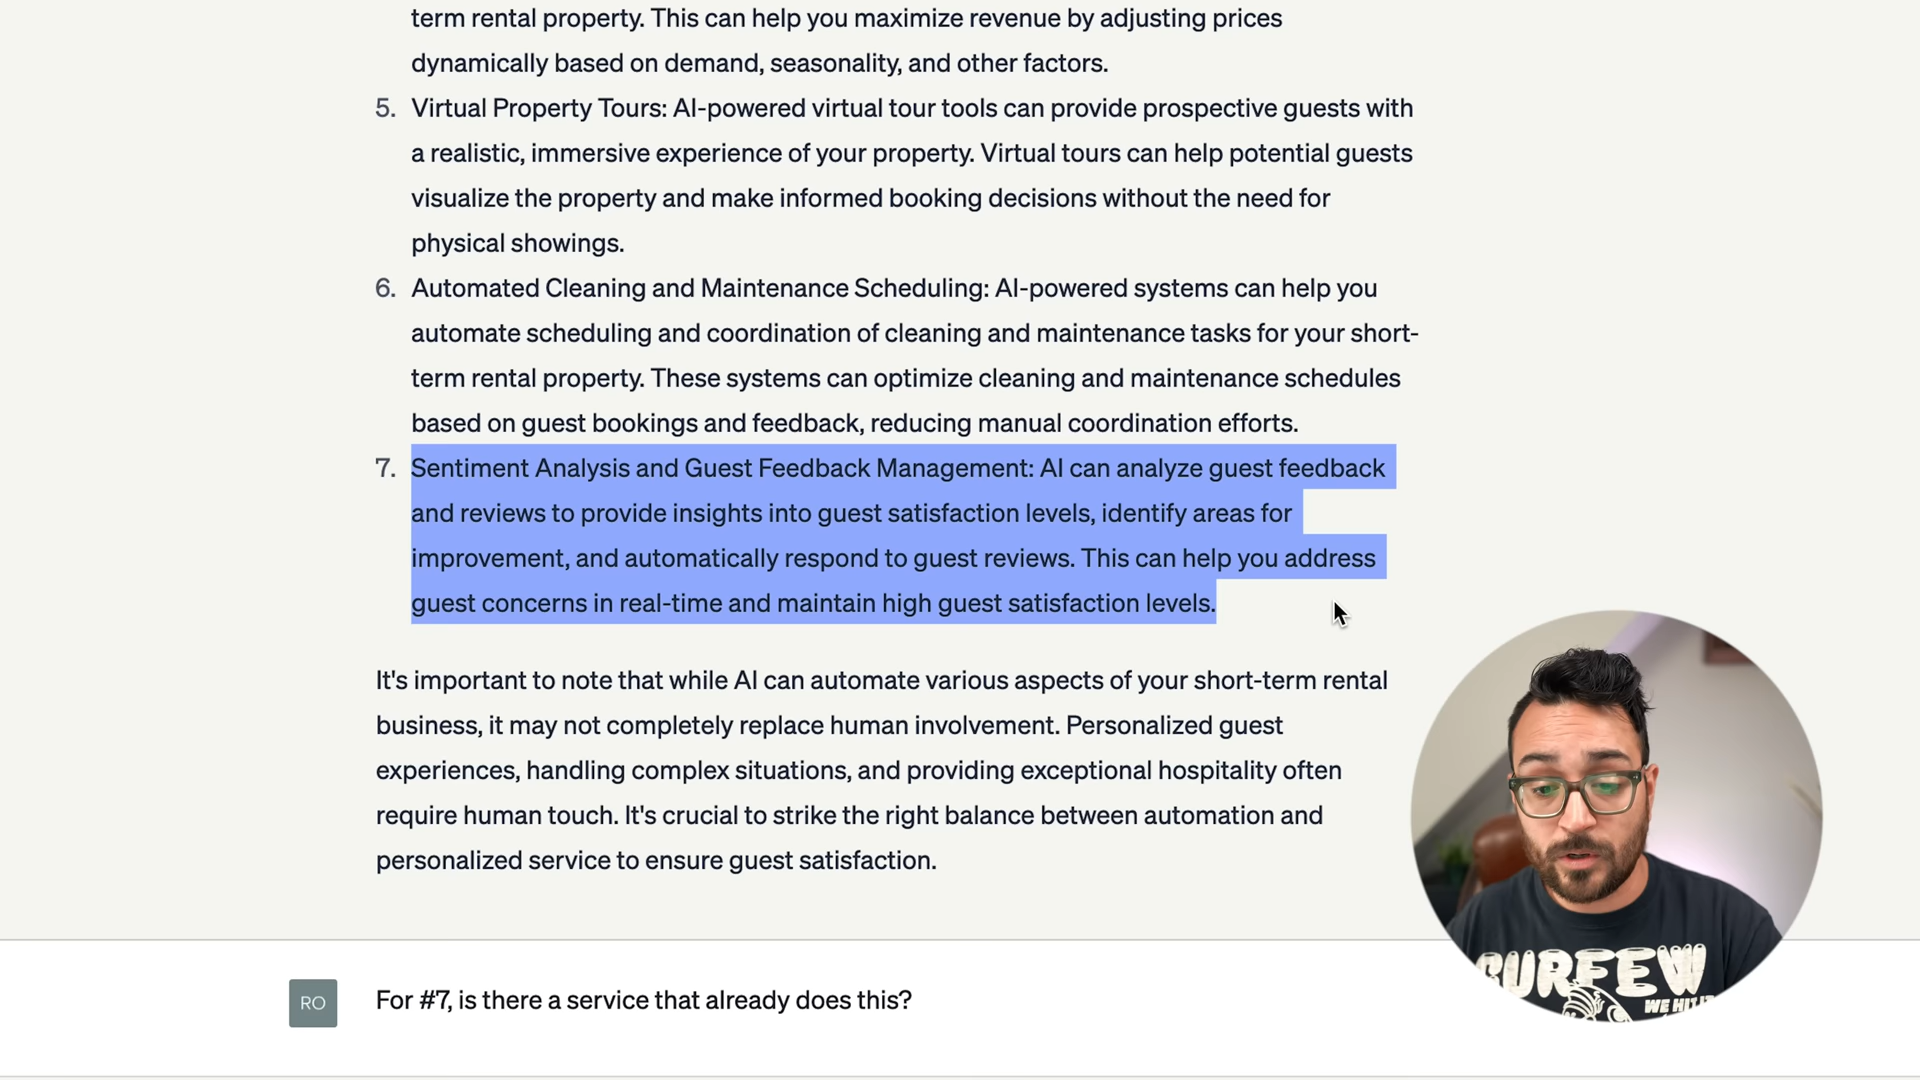 term rental property. This can help you maximize revenue by adjusting prices
dynamically based on demand, seasonality, and other factors.
5. Virtual Property Tours: AI-powered virtual tour tools can provide prospective guests with
a realistic, immersive experience of your property. Virtual tours can help potential guests
visualize the property and make informed booking decisions without the need for
physical showings.
6. Automated Cleaning and Maintenance Scheduling: AI-powered systems can help you
automate scheduling and coordination of cleaning and maintenance tasks for your short-
term rental property. These systems can optimize cleaning and maintenance schedules
based on guest bookings and feedback, reducing manual coordination efforts.
7. Sentiment Analysis and Guest Feedback Management: AI can analyze guest feedback
and reviews to provide insights into guest satisfaction levels, identify areas for
improvement, and automatically respond to guest reviews. This can help you address
guest concerns in real-time and maintain high guest satisfaction levels.
It's important to note that while AI can automate various aspects of your short-term rental
business, it may not completely replace human involvement. Personalized guest
experiences, handling complex situations, and providing exceptional hospitality often
require human touch. It's crucial to strike the right balance between automation and
personalized service to ensure guest satisfaction.
RO For #7, is there a service that already does this?
WE HIT